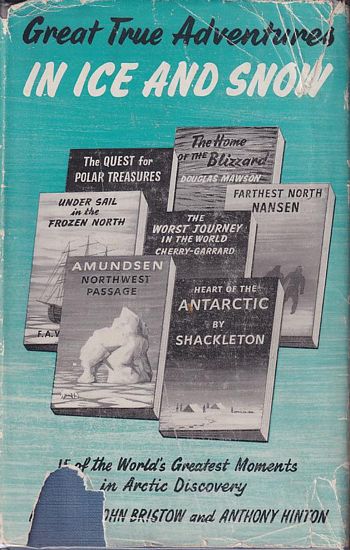 Great True Adventures
IN ICE AND SNOW
The QUEST for
POLAR TREASURES
The Home
OF THE Blizzard
DOUGLAS MAWSON
UNDER SAIL
in the
FROZEN NORTH
F.A.W
THE
WORST JOURNEY
IN THE WORLD
CHERRY-GARRARD
FARTHEST NORTH
NANSEN
AMUNDSEN
NORTHWEST
PASSAGE
HEART OF THE
ANTARCTIC
BY
SHACKLETON
15 of the World's Greatest Moments
in Arctic Discovery
OHN BRISTOW and ANTHONY HINTON